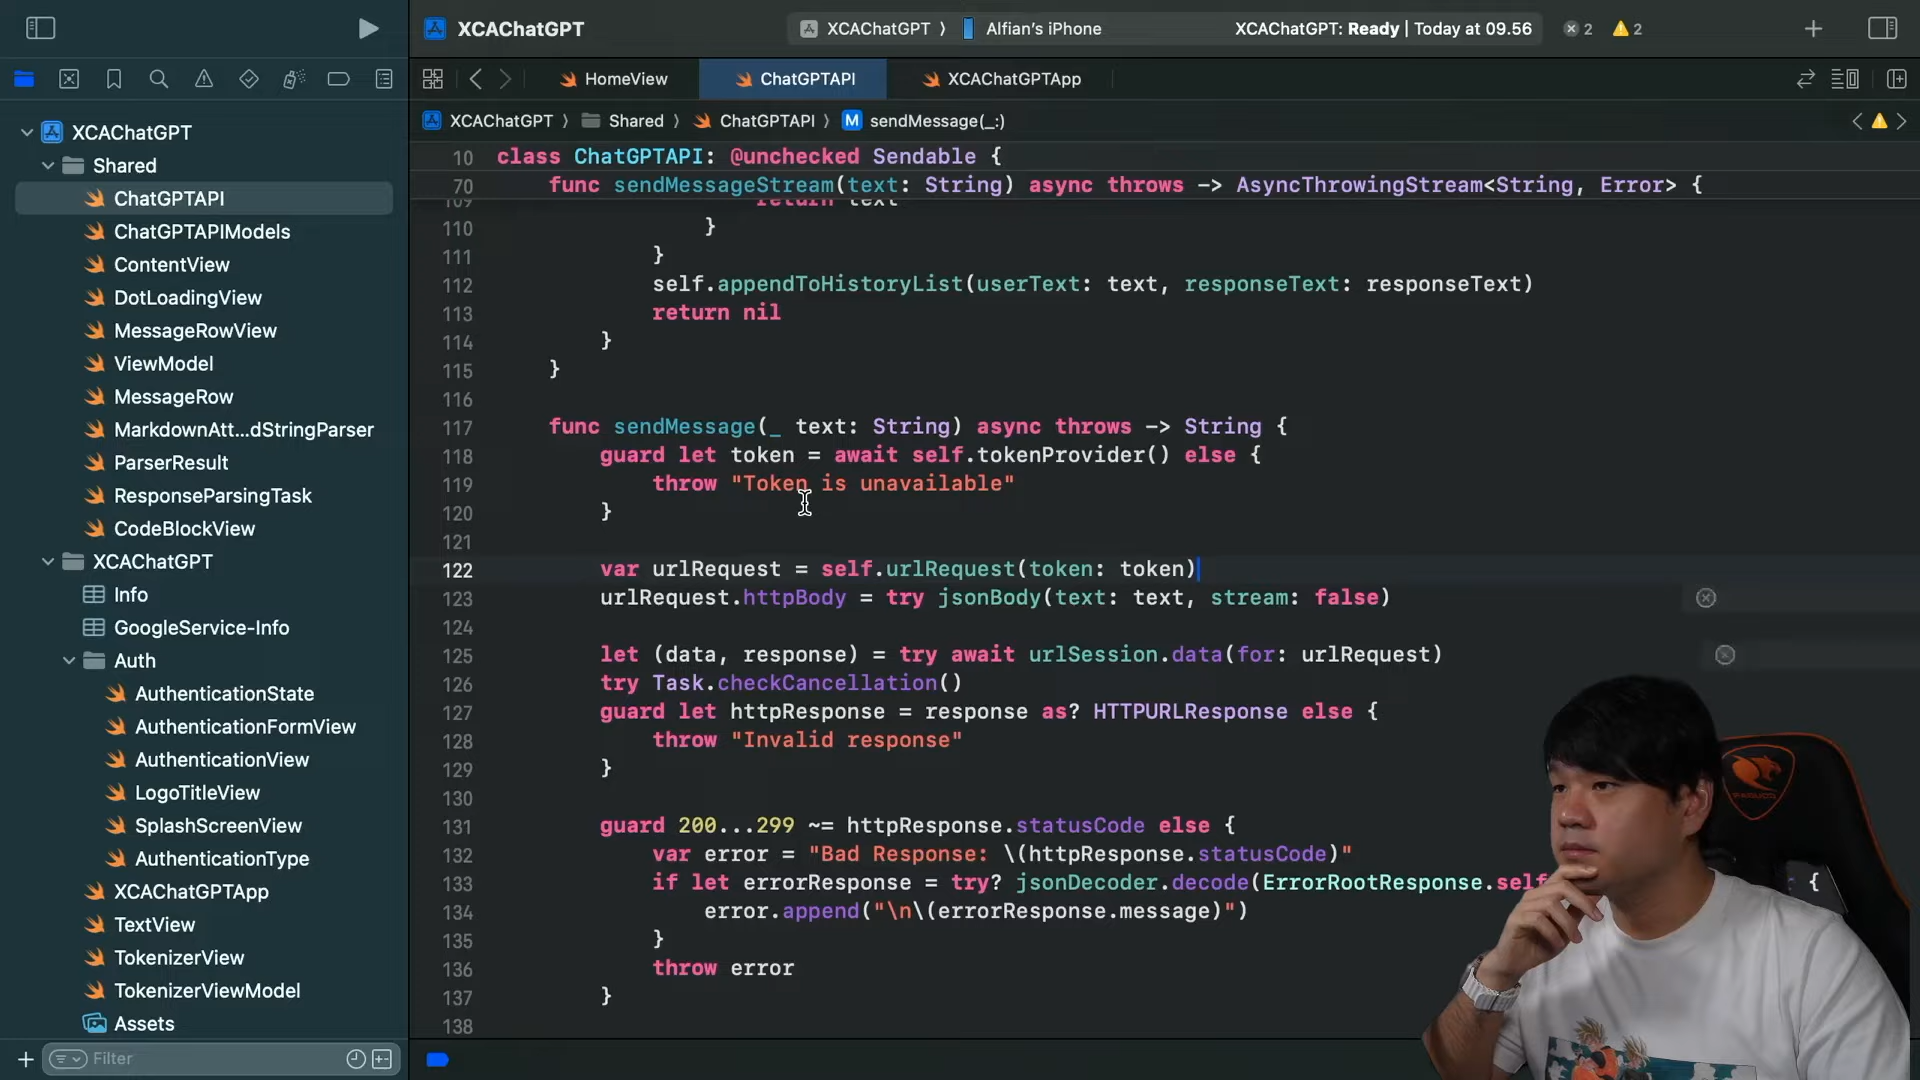 XCAChatGPT
XCAChatGPT 〉 Alfian's iPhone
XCAChatGPT: Ready | Today at 09.56
2
2
HomeView
ChatGPTAPI
XCAChatGPTApp
XCAChatGPT 〉 Shared 〉 ChatGPTAPI 〉 M sendMessage(_:)
XCAChatGPT
Shared
ChatGPTAPI
ChatGPTAPIModels
ContentView
DotLoadingView
MessageRowView
ViewModel
MessageRow
MarkdownAtt...dStringParser
ParserResult
ResponseParsingTask
CodeBlockView
XCAChatGPT
Info
GoogleService-Info
Auth
AuthenticationState
AuthenticationFormView
AuthenticationView
LogoTitleView
SplashScreenView
AuthenticationType
XCAChatGPTApp
TextView
TokenizerView
TokenizerViewModel
Assets
Filter
10 class ChatGPTAPI: @unchecked Sendable {
70 func sendMessageStream(text: String) async throws -> AsyncThrowingStream<String, Error> {
109 return text
110 }
111 }
112 self.appendToHistoryList(userText: text, responseText: responseText)
113 return nil
114 }
115 }
116
117 func sendMessage(_ text: String) async throws -> String {
118 guard let token = await self.tokenProvider() else {
119 throw "Token is unavailable"
120 }
121
122 var urlRequest = self.urlRequest(token: token)
123 urlRequest.httpBody = try jsonBody(text: text, stream: false)
124
125 let (data, response) = try await urlSession.data(for: urlRequest)
126 try Task.checkCancellation()
127 guard let httpResponse = response as? HTTPURLResponse else {
128 throw "Invalid response"
129 }
130
131 guard 200...299 ~= httpResponse.statusCode else {
132 var error = "Bad Response: \(httpResponse.statusCode)"
133 if let errorResponse = try? jsonDecoder.decode(ErrorRootResponse.self {
134 error.append("\n\(errorResponse.message)")
135 }
136 throw error
137 }
138